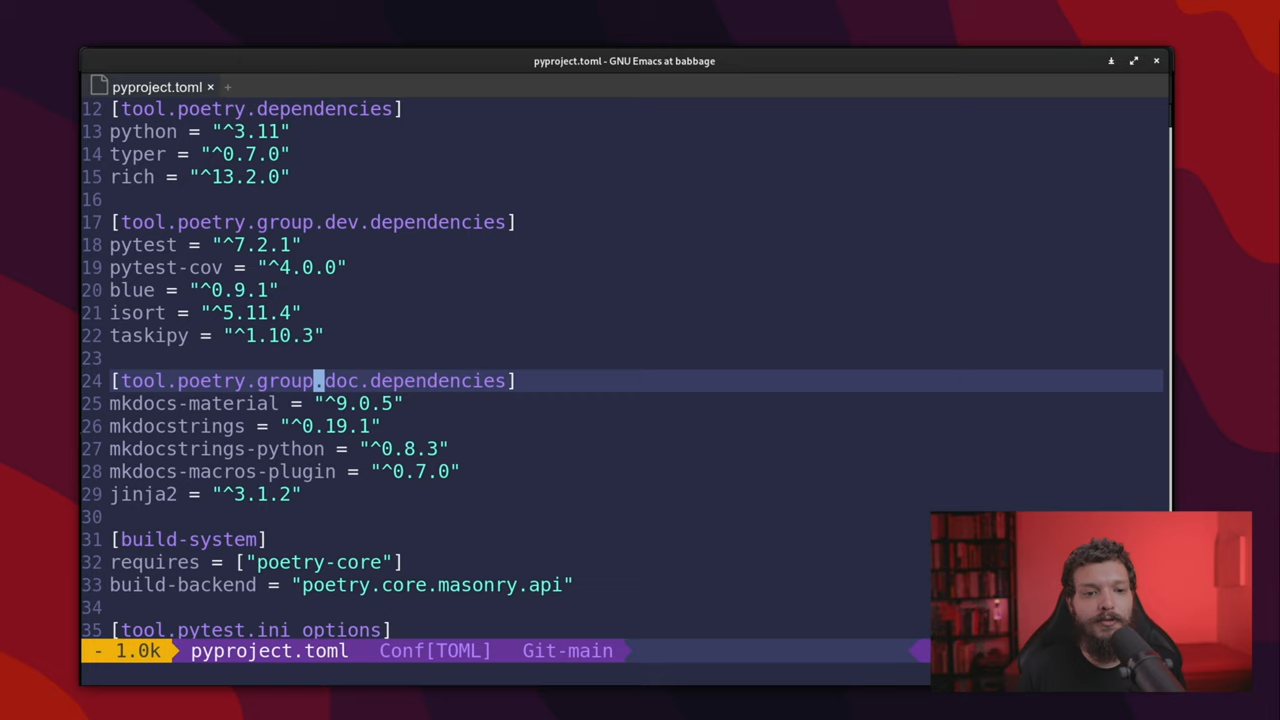 pyproject.toml - GNU Emacs at babbage
pyproject.toml × +
12 [tool.poetry.dependencies]
13 python = "^3.11"
14 typer = "^0.7.0"
15 rich = "^13.2.0"
16
17 [tool.poetry.group.dev.dependencies]
18 pytest = "^7.2.1"
19 pytest-cov = "^4.0.0"
20 blue = "^0.9.1"
21 isort = "^5.11.4"
22 taskipy = "^1.10.3"
23
24 [tool.poetry.group.doc.dependencies]
25 mkdocs-material = "^9.0.5"
26 mkdocstrings = "^0.19.1"
27 mkdocstrings-python = "^0.8.3"
28 mkdocs-macros-plugin = "^0.7.0"
29 jinja2 = "^3.1.2"
30
31 [build-system]
32 requires = ["poetry-core"]
33 build-backend = "poetry.core.masonry.api"
34
35 [tool.pytest.ini_options]
- 1.0k pyproject.toml Conf[TOML] Git-main